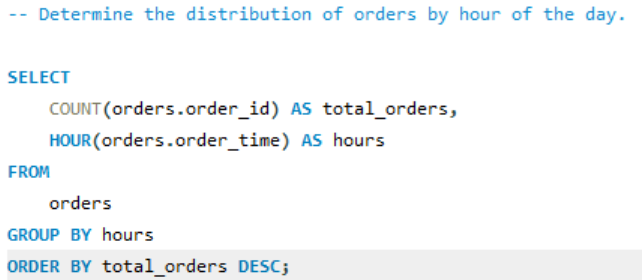 -- Determine the distribution of orders by hour of the day.
SELECT
COUNT(orders.order_id) AS total_orders,
HOUR(orders.order_time) AS hours
FROM
orders
GROUP BY hours
ORDER BY total_orders DESC;